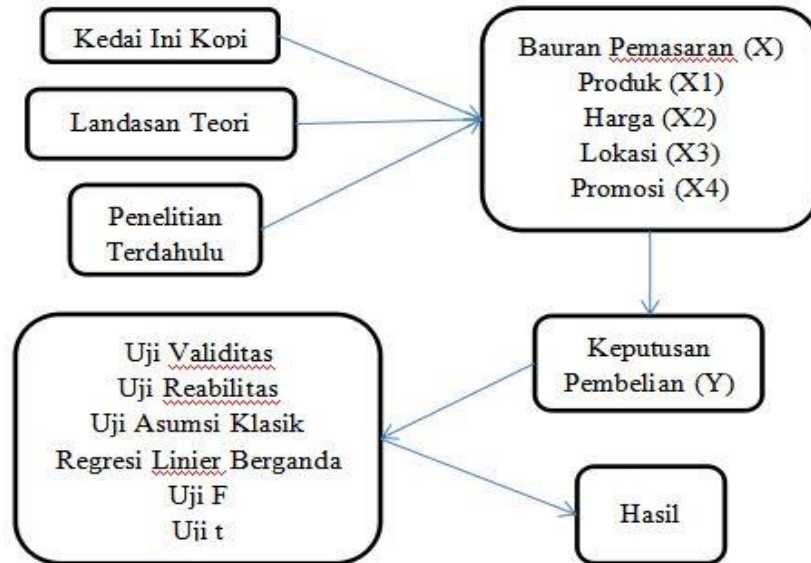 Kedai Ini Kopi
Landasan Teori
Penelitian
Terdahulu
Bauran Pemasaran (X)
Produk (X1)
Harga (X2)
Lokasi (X3)
Promosi (X4)
Keputusan
Pembelian (Y)
Uji Validitas
Uji Reabilitas
Uji Asumsi Klasik
Regresi Linier Berganda
Uji F
Uji t
Hasil